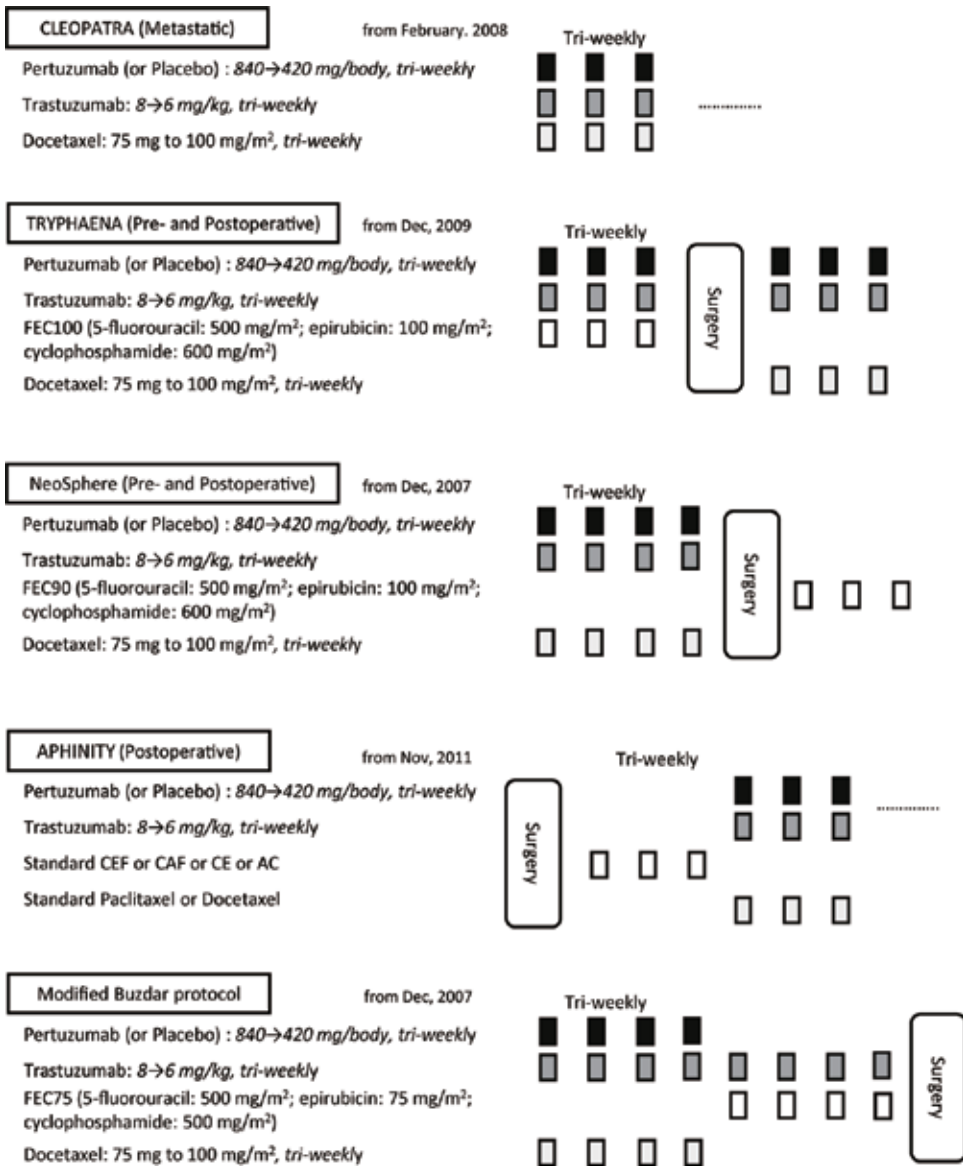 CLEOPATRA (Metastatic)
from February. 2008
Tri-weekly
Pertuzumab (or Placebo) : 840→420 mg/body, tri-weekly
Trastuzumab: 8→6 mg/kg, tri-weekly
Docetaxel: 75 mg to 100 mg/m², tri-weekly
TRYPHAENA (Pre- and Postoperative)
from Dec, 2009
Tri-weekly
Pertuzumab (or Placebo) : 840→420 mg/body, tri-weekly
Trastuzumab: 8→6 mg/kg, tri-weekly
FEC100 (5-fluorouracil: 500 mg/m²; epirubicin: 100 mg/m²;
cyclophosphamide: 600 mg/m²)
Docetaxel: 75 mg to 100 mg/m², tri-weekly
Surgery
NeoSphere (Pre- and Postoperative)
from Dec, 2007
Tri-weekly
Pertuzumab (or Placebo) : 840→420 mg/body, tri-weekly
Trastuzumab: 8→6 mg/kg, tri-weekly
FEC90 (5-fluorouracil: 500 mg/m²; epirubicin: 100 mg/m²;
cyclophosphamide: 600 mg/m²)
Docetaxel: 75 mg to 100 mg/m², tri-weekly
Surgery
APHINITY (Postoperative)
from Nov, 2011
Tri-weekly
Pertuzumab (or Placebo) : 840→420 mg/body, tri-weekly
Trastuzumab: 8→6 mg/kg, tri-weekly
Standard CEF or CAF or CE or AC
Standard Paclitaxel or Docetaxel
Surgery
Modified Buzdar protocol
from Dec, 2007
Tri-weekly
Pertuzumab (or Placebo) : 840→420 mg/body, tri-weekly
Trastuzumab: 8→6 mg/kg, tri-weekly
FEC75 (5-fluorouracil: 500 mg/m²; epirubicin: 75 mg/m²;
cyclophosphamide: 500 mg/m²)
Docetaxel: 75 mg to 100 mg/m², tri-weekly
Surgery